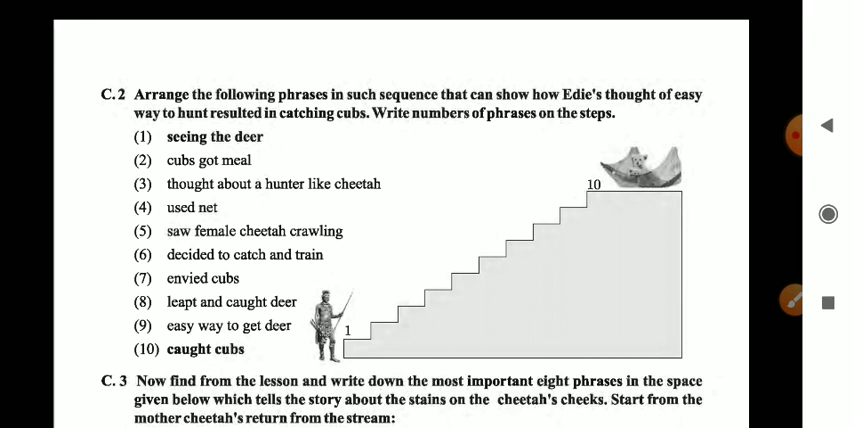 C.2 Arrange the following phrases in such sequence that can show how Edie's thought of easy
way to hunt resulted in catching cubs. Write numbers of phrases on the steps.
(1) seeing the deer
(2) cubs got meal
(3) thought about a hunter like cheetah
(4) used net
(5) saw female cheetah crawling
(6) decided to catch and train
(7) envied cubs
(8) leapt and caught deer
(9) easy way to get deer
(10) caught cubs
10
1
C. 3 Now find from the lesson and write down the most important eight phrases in the space
given below which tells the story about the stains on the cheetah's cheeks. Start from the
mother cheetah's return from the stream: